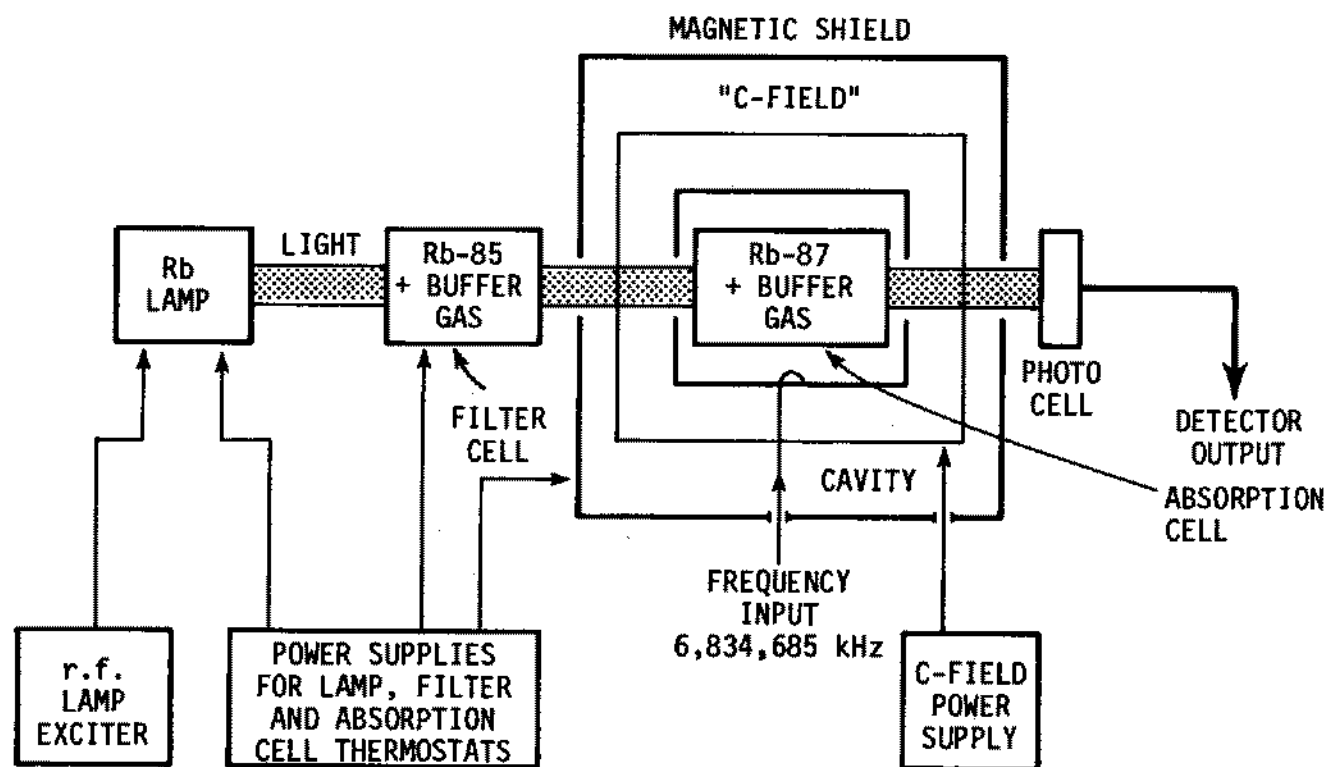 MAGNETIC SHIELD
"C-FIELD"
Rb
LAMP
LIGHT
Rb-85
+ BUFFER
GAS
Rb-87
+ BUFFER
GAS
PHOTO
CELL
FILTER
CELL
DETECTOR
OUTPUT
CAVITY
ABSORPTION
CELL
FREQUENCY
INPUT
6,834,685 kHz
r.f.
LAMP
EXCITER
POWER SUPPLIES
FOR LAMP, FILTER
AND ABSORPTION
CELL THERMOSTATS
C-FIELD
POWER
SUPPLY